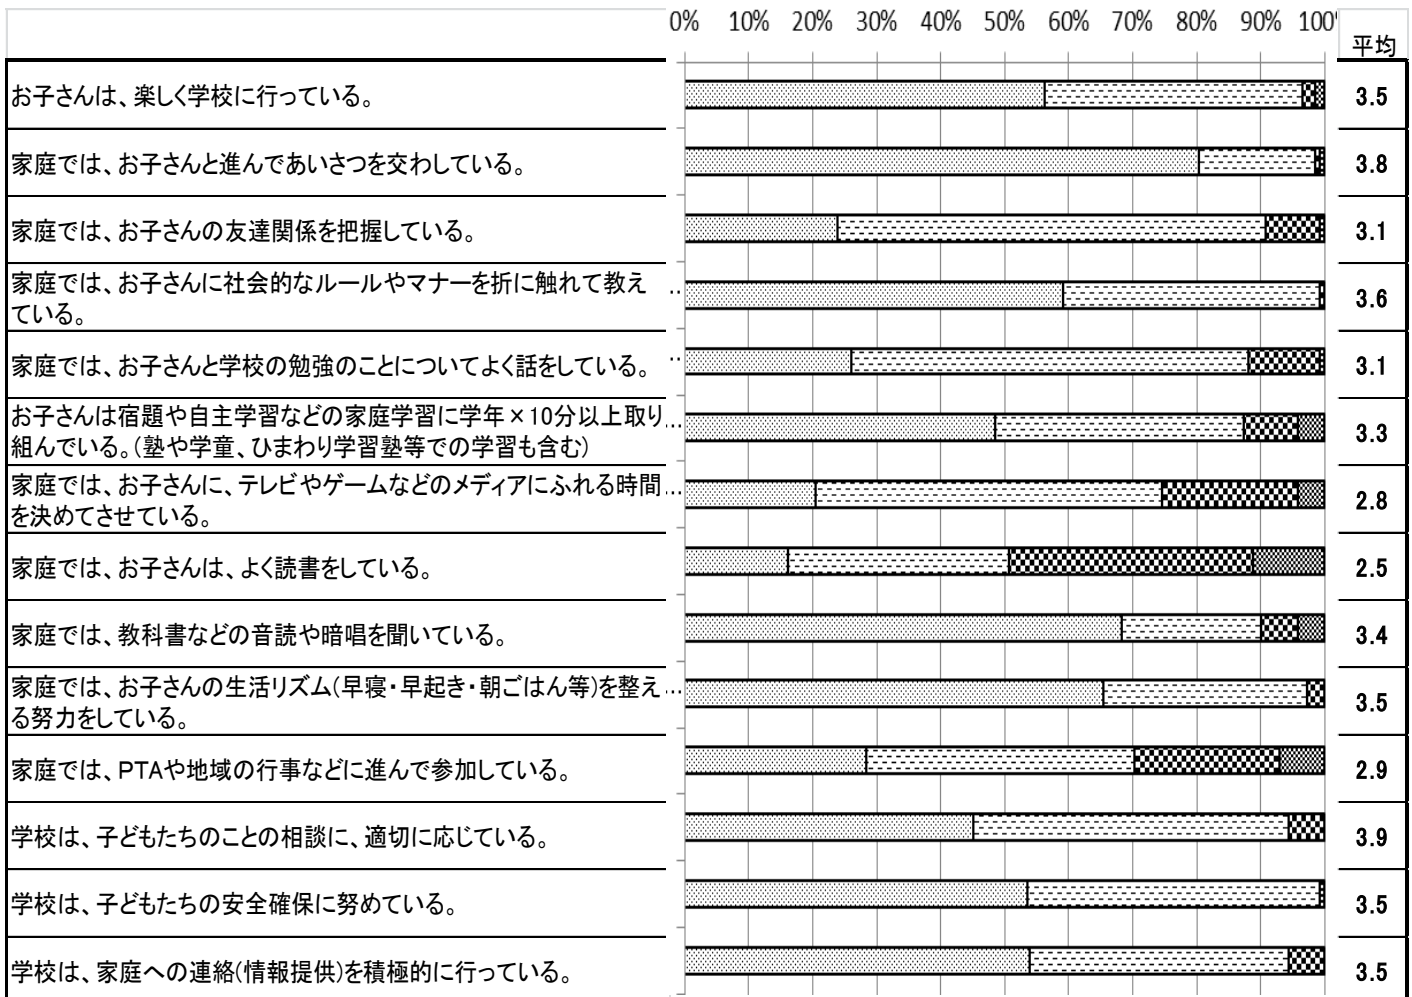 0% 10% 20% 30% 40% 50% 60% 70% 80% 90% 100
平均
お子さんは、楽しく学校に行っている。 3.5
家庭では、お子さんと進んであいさつを交わしている。 3.8
家庭では、お子さんの友達関係を把握している。 3.1
家庭では、お子さんに社会的なルールやマナーを折に触れて教え
ている。 3.6
家庭では、お子さんと学校の勉強のことについてよく話をしている。 3.1
お子さんは宿題や自主学習などの家庭学習に学年×10分以上取り
組んでいる。(塾や学童、ひまわり学習塾等での学習も含む) 3.3
家庭では、お子さんに、テレビやゲームなどのメディアにふれる時間
を決めてさせている。 2.8
家庭では、お子さんは、よく読書をしている。 2.5
家庭では、教科書などの音読や暗唱を聞いている。 3.4
家庭では、お子さんの生活リズム(早寝・早起き・朝ごはん等)を整え
る努力をしている。 3.5
家庭では、PTAや地域の行事などに進んで参加している。 2.9
学校は、子どもたちのことの相談に、適切に応じている。 3.9
学校は、子どもたちの安全確保に努めている。 3.5
学校は、家庭への連絡(情報提供)を積極的に行っている。 3.5